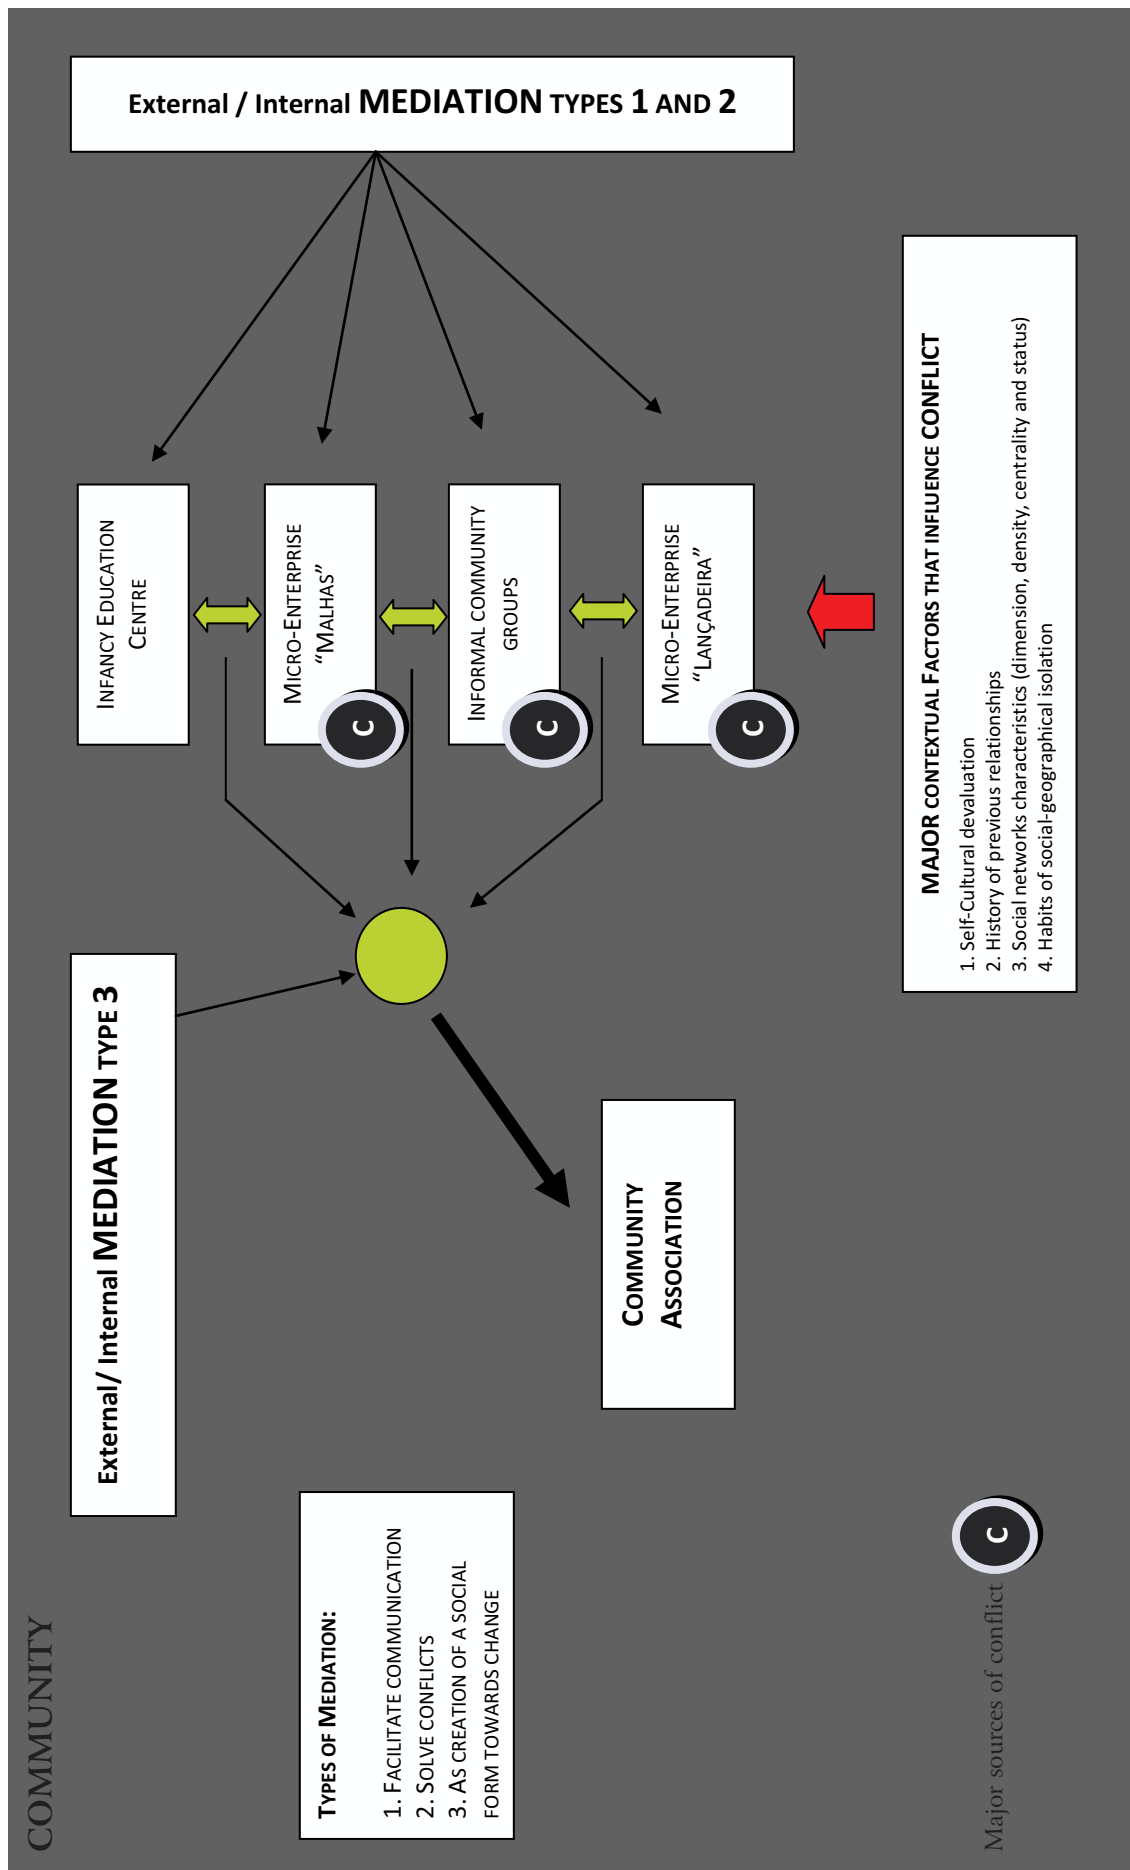 COMMUNITY
External/ Internal MEDIATION TYPE 3
External / Internal MEDIATION TYPES 1 AND 2
TYPES OF MEDIATION:
1. FACILITATE COMMUNICATION
2. SOLVE CONFLICTS
3. AS CREATION OF A SOCIAL
FORM TOWARDS CHANGE
COMMUNITY
ASSOCIATION
INFANCY EDUCATION
CENTRE
MICRO-ENTERPRISE
“MALHAS”
C
INFORMAL COMMUNITY
GROUPS
C
MICRO-ENTERPRISE
“LANÇADEIRA”
C
Major sources of conflict
C
MAJOR CONTEXTUAL FACTORS THAT INFLUENCE CONFLICT
1. Self-Cultural devaluation
2. History of previous relationships
3. Social networks characteristics (dimension, density, centrality and status)
4. Habits of social-geographical isolation